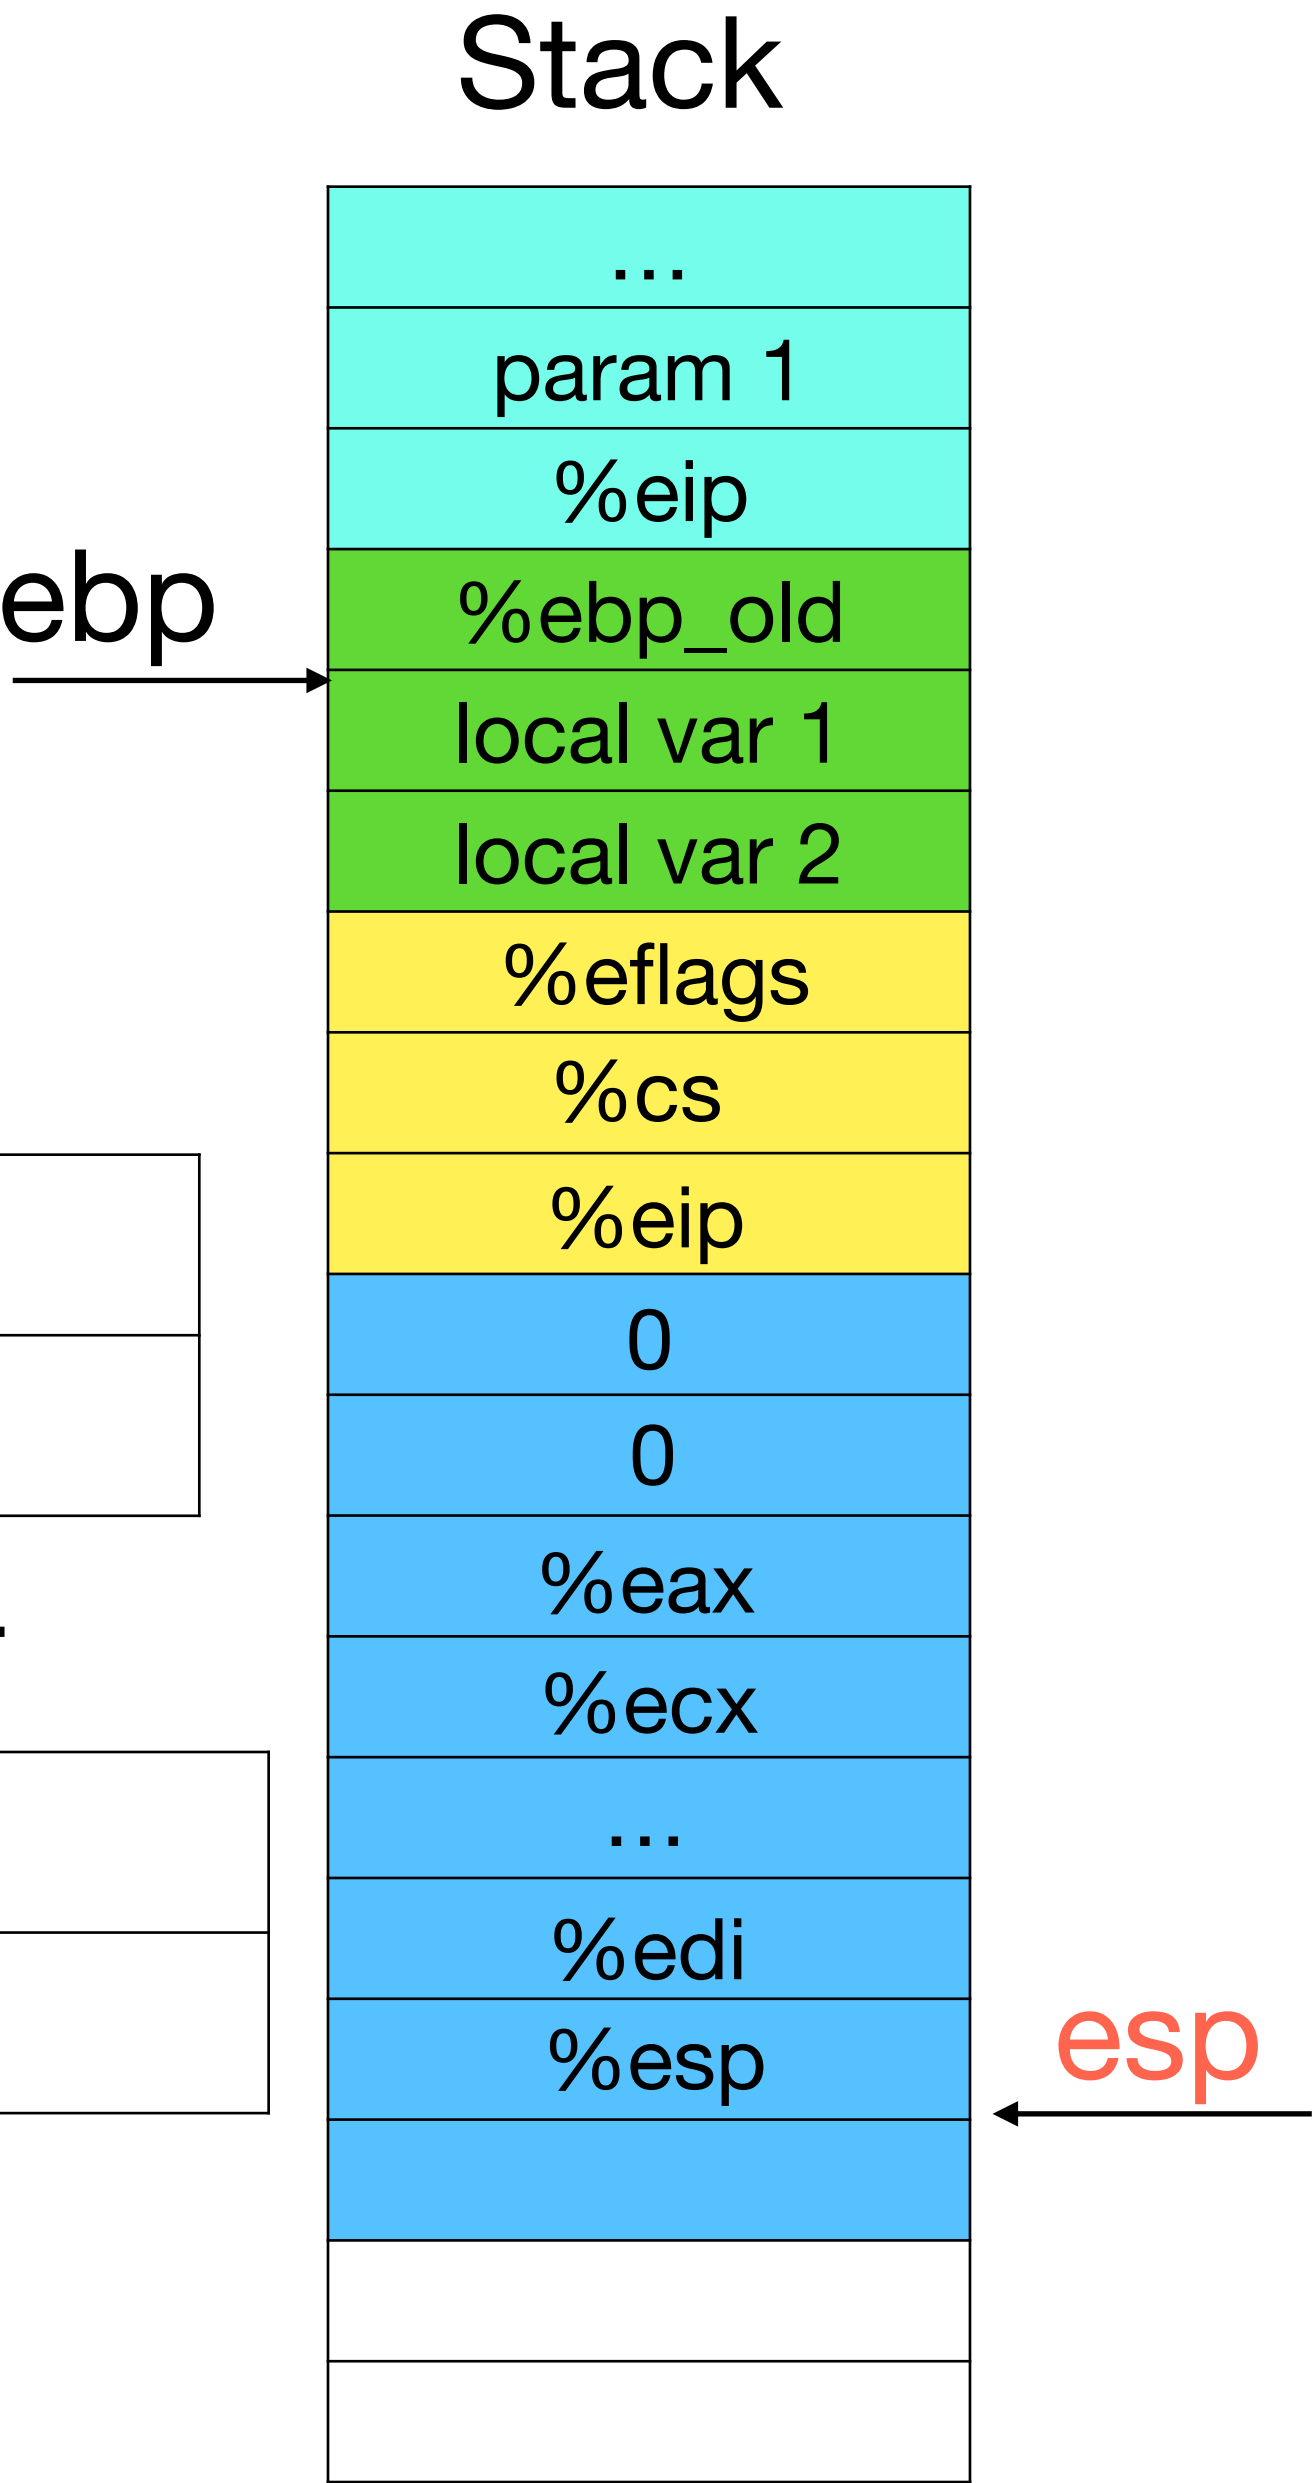 Stack
...
param 1
%eip
ebp
%ebp_old
local var 1
local var 2
%eflags
%cs
%eip
0
0
%eax
.
%ecx
...
%edi
%esp
esp